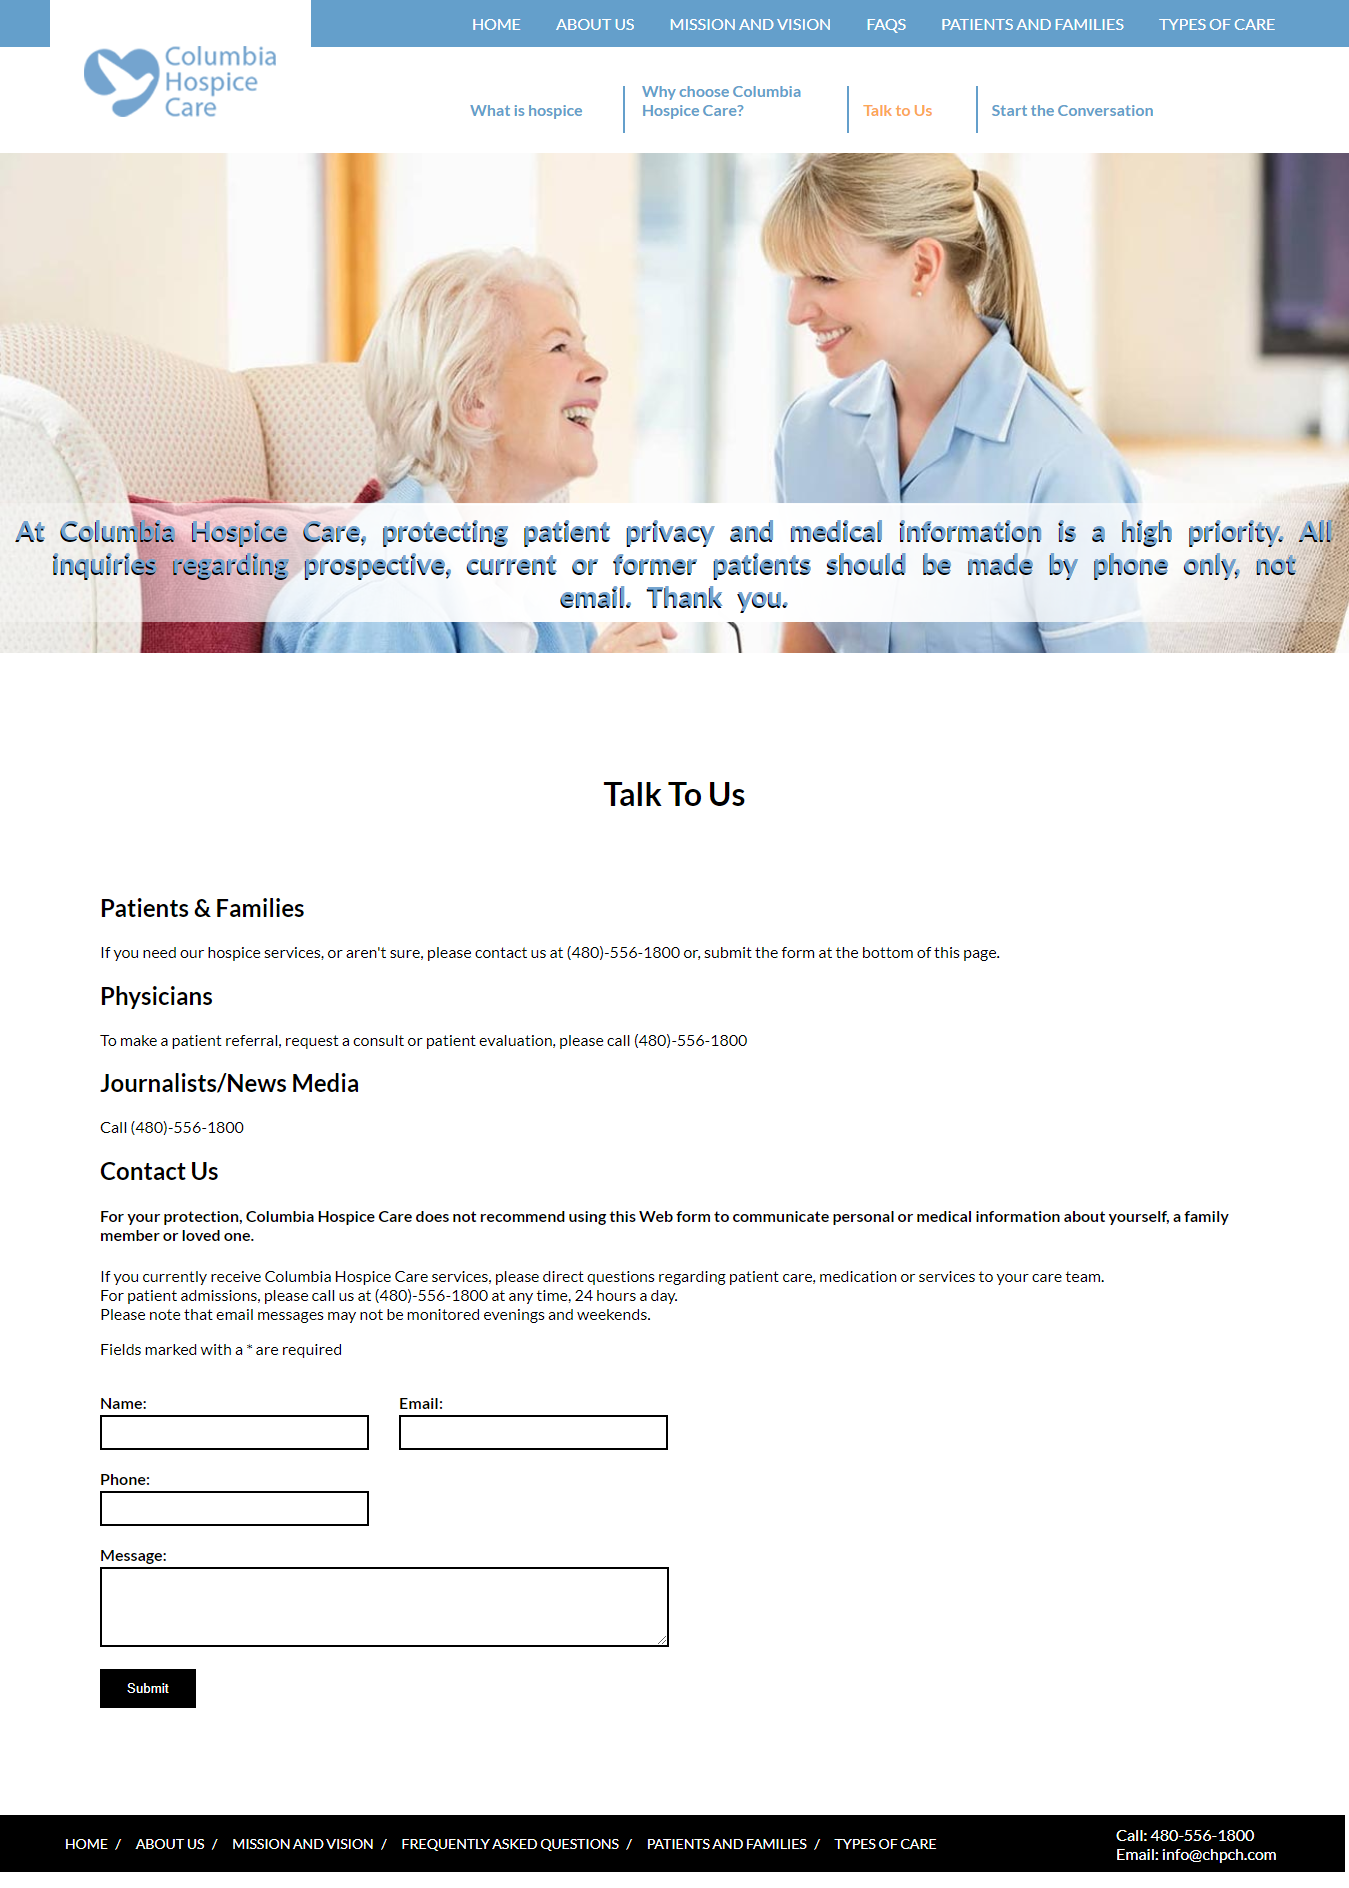 HOME ABOUT US MISSION AND VISION FAQS PATIENTS AND FAMILIES TYPES OF CARE
Columbia
Hospice
Care
What is hospice
Why choose Columbia
Hospice Care?
Talk to Us
Start the Conversation
At Columbia Hospice Care, protecting patient privacy and medical information is a high priority. All
inquiries regarding prospective, current or former patients should be made by phone only, not
email. Thank you.
Talk To Us
Patients & Families
If you need our hospice services, or aren't sure, please contact us at (480)-556-1800 or, submit the form at the bottom of this page.
Physicians
To make a patient referral, request a consult or patient evaluation, please call (480)-556-1800
Journalists/News Media
Call (480)-556-1800
Contact Us
For your protection, Columbia Hospice Care does not recommend using this Web form to communicate personal or medical information about yourself, a family
member or loved one.
If you currently receive Columbia Hospice Care services, please direct questions regarding patient care, medication or services to your care team.
For patient admissions, please call us at (480)-556-1800 at any time, 24 hours a day.
Please note that email messages may not be monitored evenings and weekends.
Fields marked with a * are required
Name: Email:
Phone:
Message:
Submit
HOME / ABOUT US / MISSION AND VISION / FREQUENTLY ASKED QUESTIONS / PATIENTS AND FAMILIES / TYPES OF CARE
Call: 480-556-1800
Email: info@chpch.com